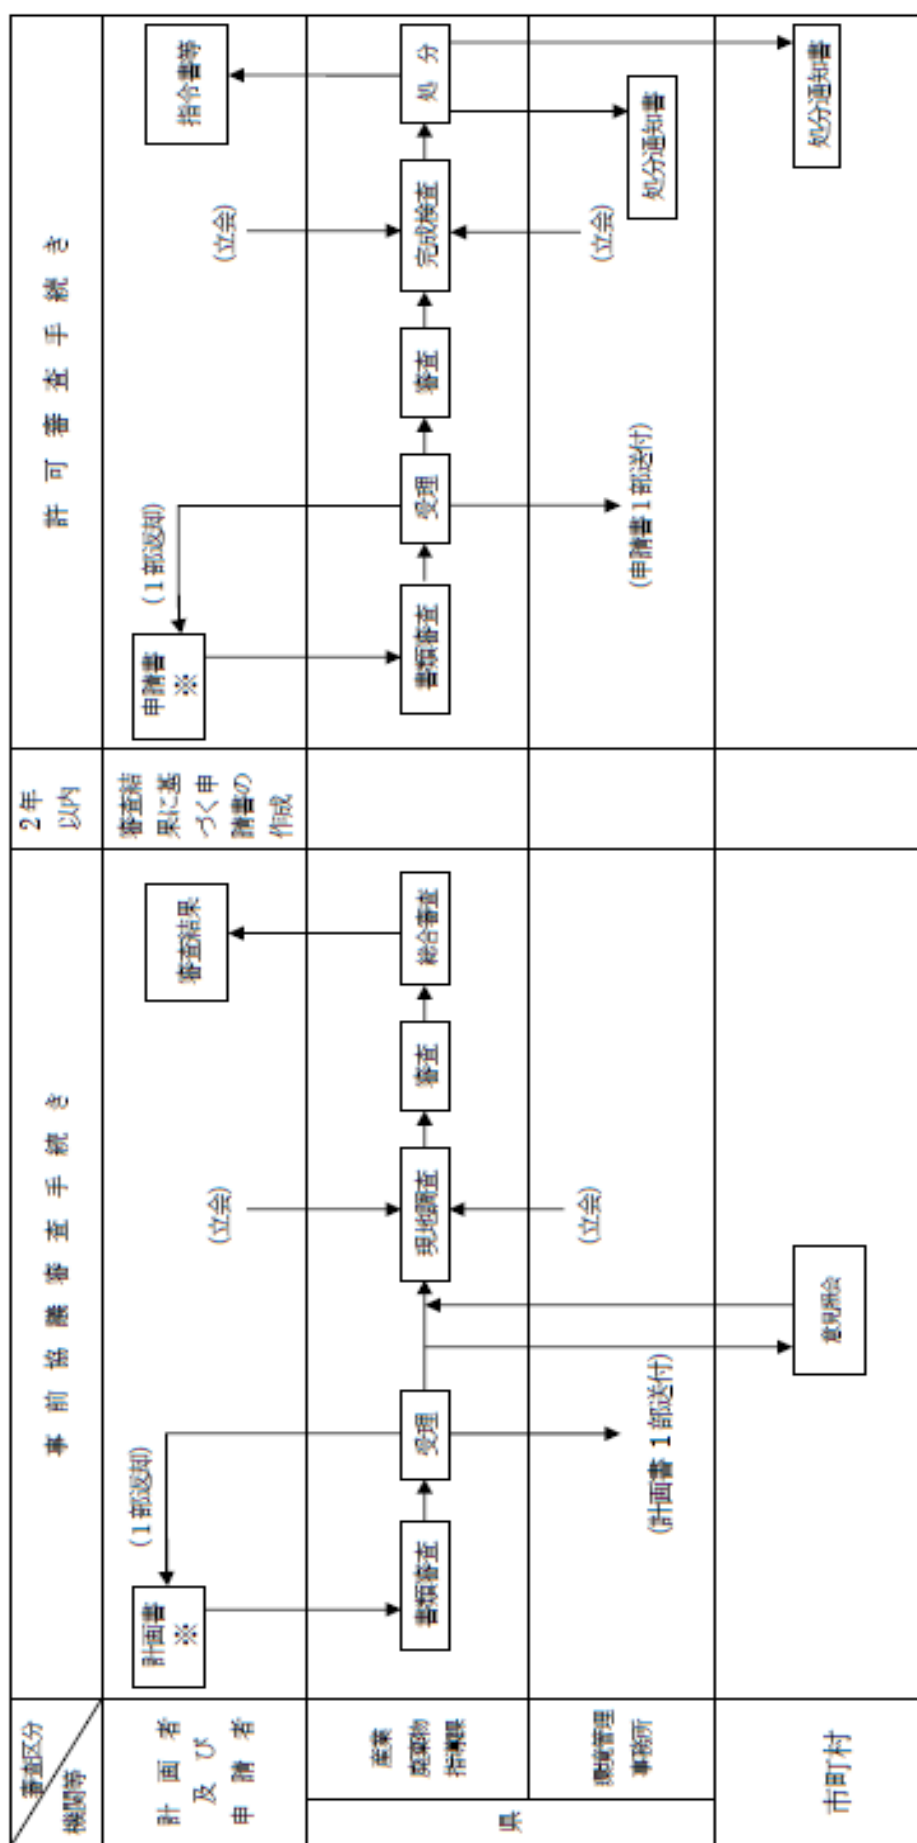 審査区分
機関等
事前協議審査手続き
2年
以内
許可審査手続き
計画者
及び
申請者
計画書
※
(1部返却)
(立会)
審査結果
審査結
果に基
づく申
請書の
作成
申請書
※
(1部返却)
(立会)
指令書等
県
産業
廃棄物
指導課
書類審査
受理
現地調査
審査
総合審査
書類審査
受理
審査
完成検査
処分
環境管理
事務所
(計画書1部送付)
(立会)
(申請書1部送付)
(立会)
処分通知書
市町村
意見照会
処分通知書